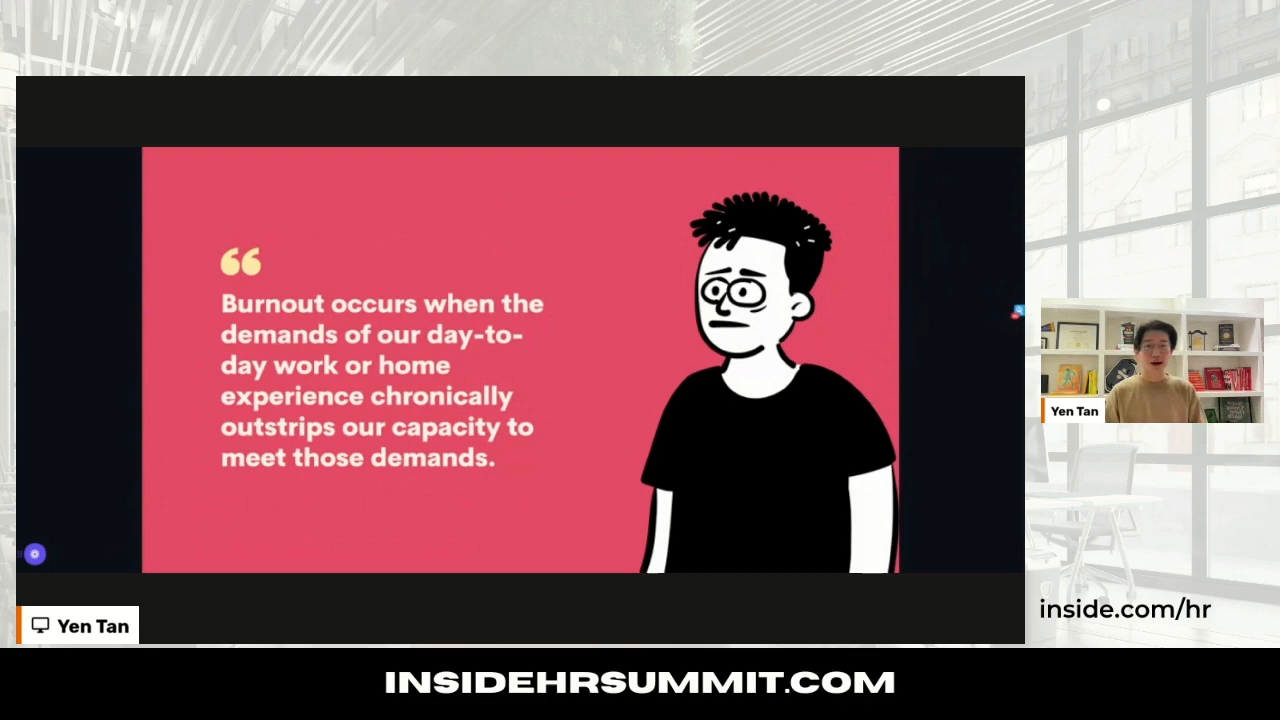 “
Burnout occurs when the
demands of our day-to-
day work or home
experience chronically
outstrips our capacity to
meet those demands.
Yen Tan
Yen Tan
inside.com/hr
INSIDEHRSUMMIT.COM